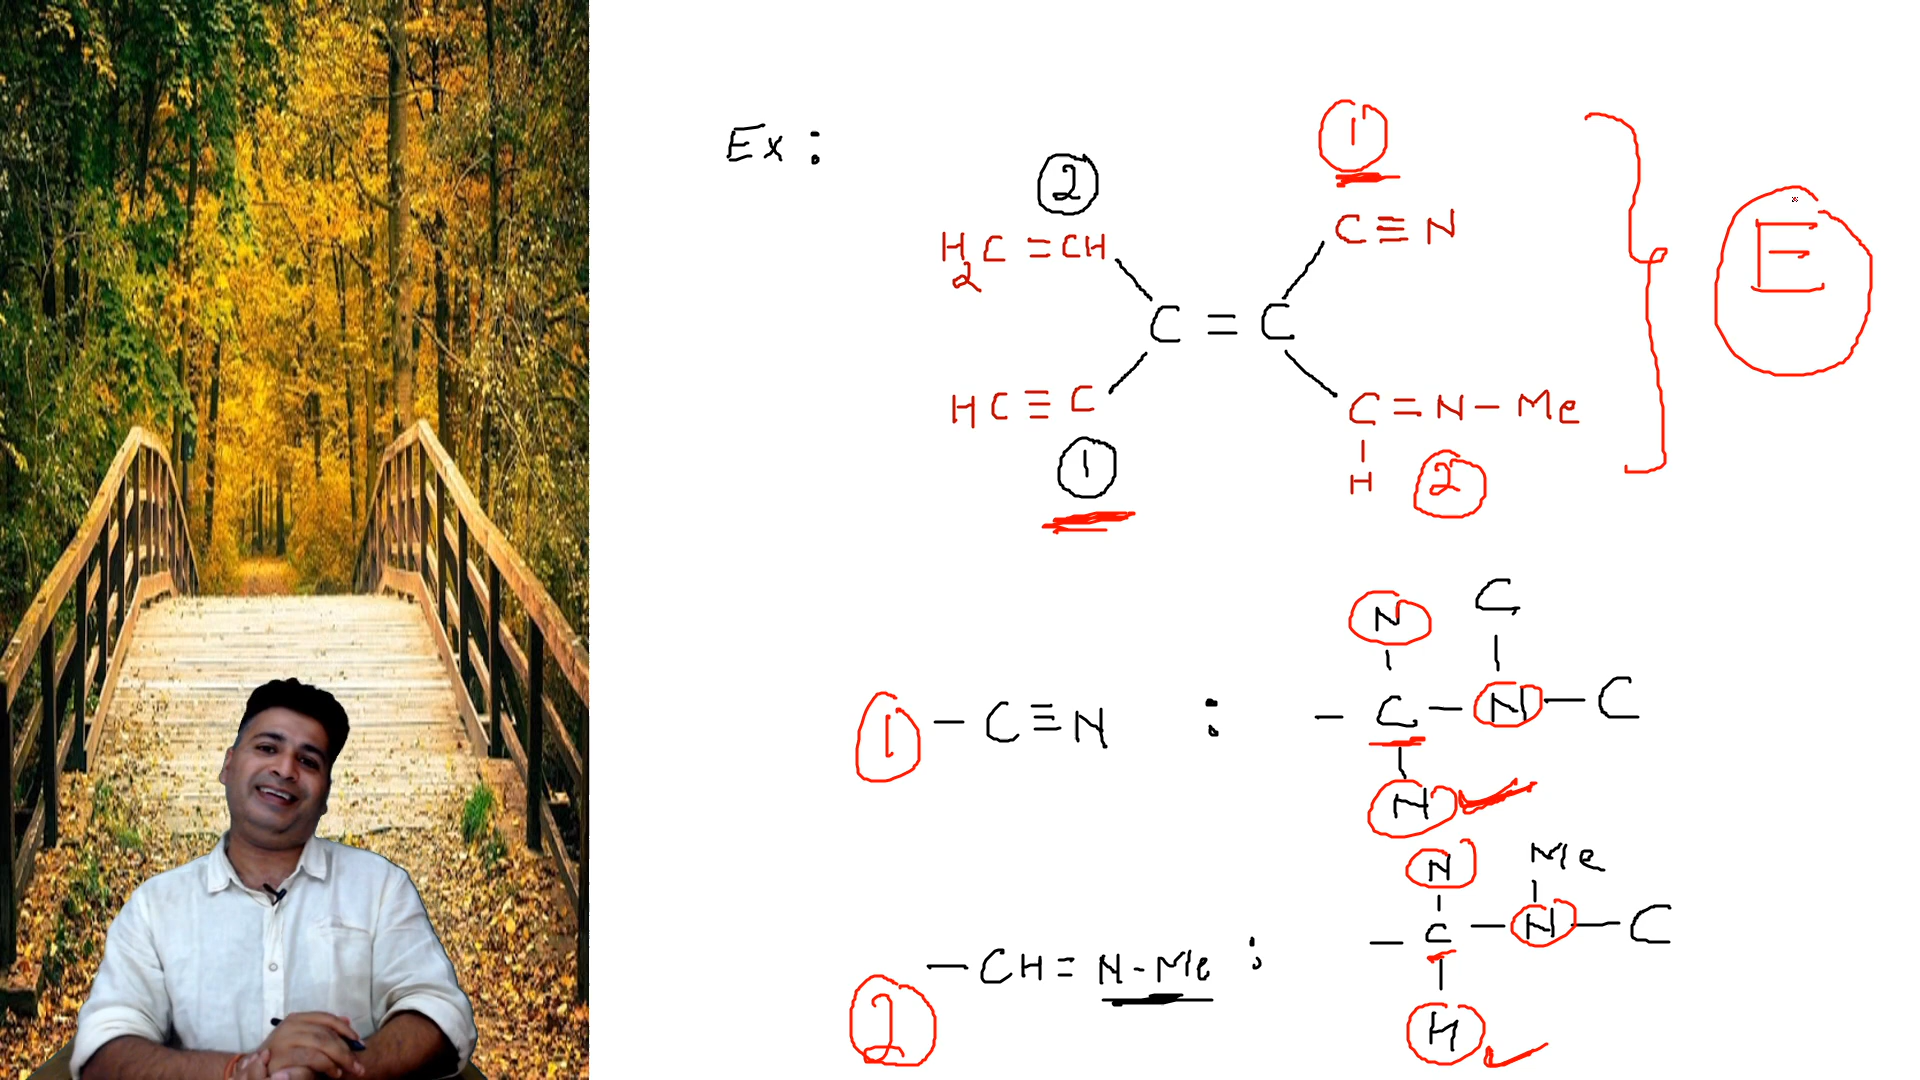 Ex :
1
2
H2C = CH
C ≡ N
C = C
HC ≡ C
C = N - Me
H
1
2
E
N
C
1 - C ≡ N : - C - N - C
N
N
Me
2 - CH = N - Me : - C - N - C
H